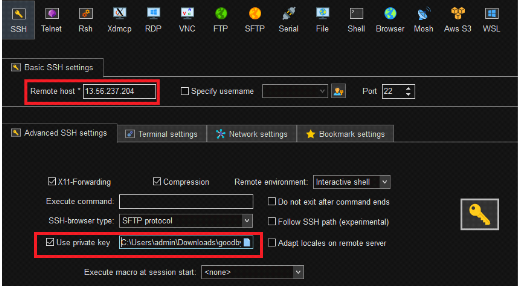 SSH Telnet Rsh Xdmcp RDP VNC FTP SFTP Serial File Shell Browser Mosh Aws S3 WSL
Basic SSH settings
Remote host * 13.56.237.204 Specify username Port 22
Advanced SSH settings Terminal settings Network settings Bookmark settings
X11-Forwarding Compression Remote environment: Interactive shell
Execute command: Do not exit after command ends
SSH-browser type: SFTP protocol Follow SSH path (experimental)
Use private key C:\Users\admin\Downloads\goodby Adapt locales on remote server
Execute macro at session start: <none>